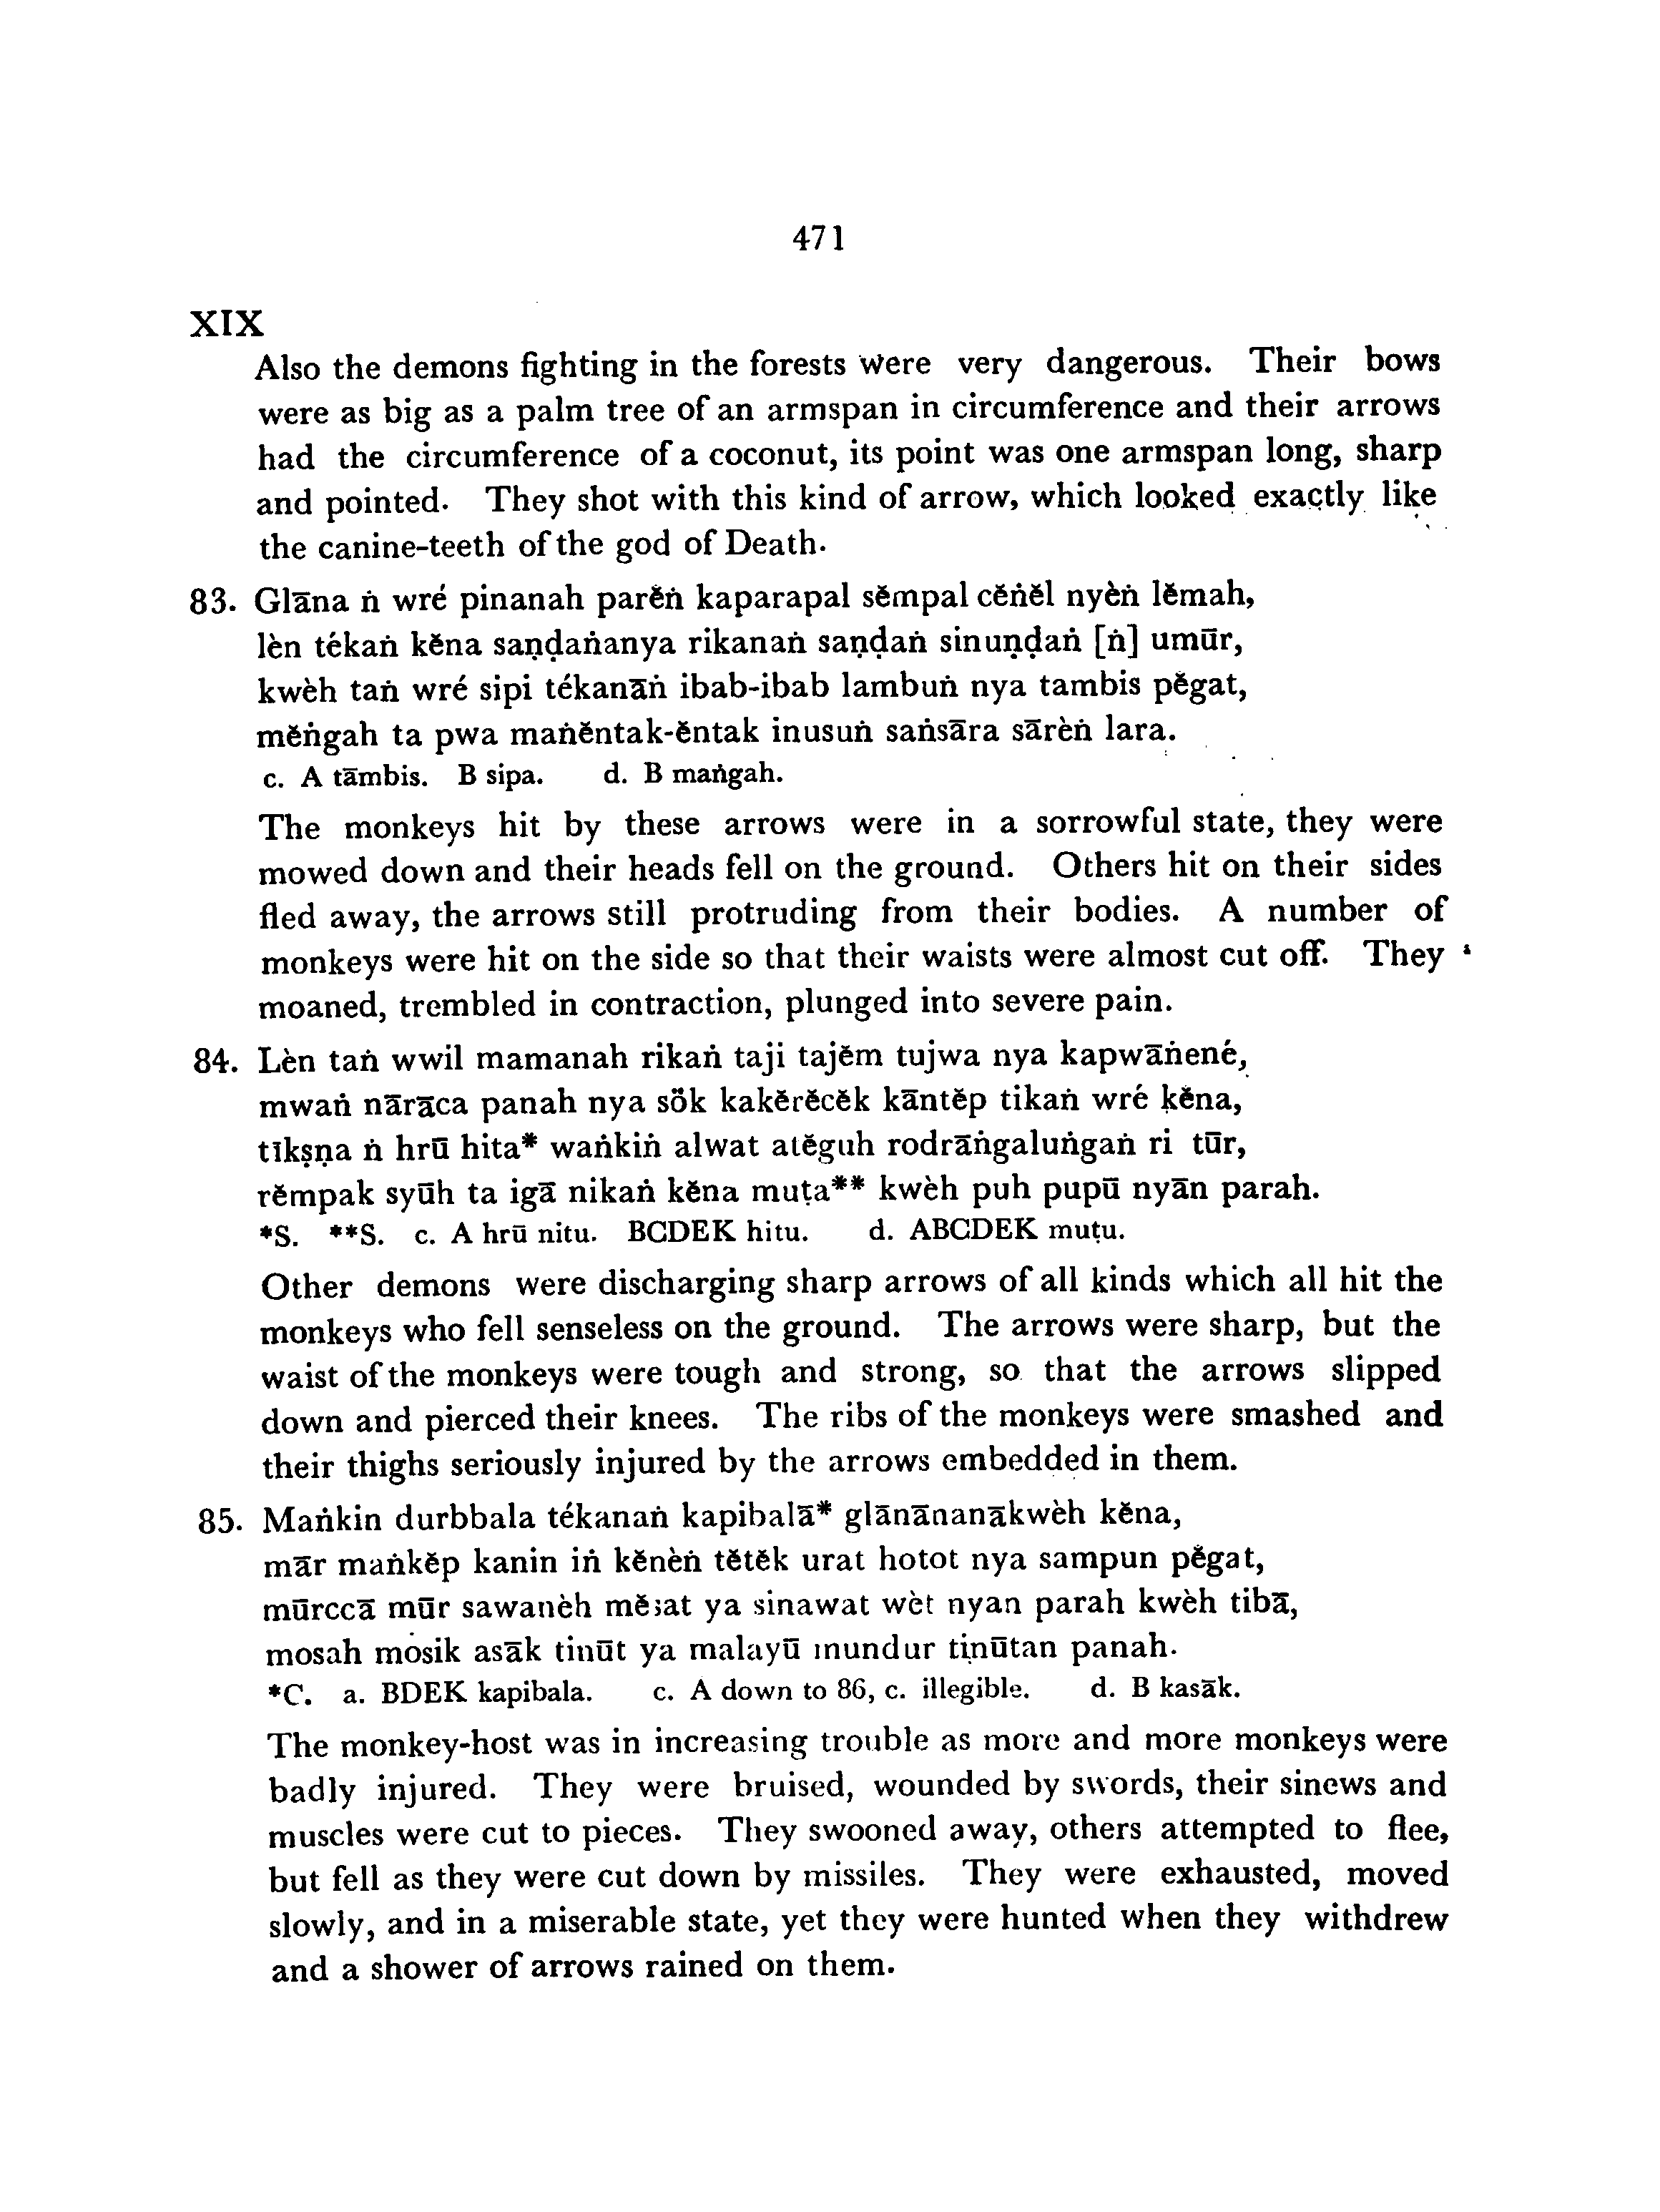 471
XIX
Also the demons fighting in the forests were very dangerous. Their bows
were as big as a palm tree of an armspan in circumference and their arrows
had the circumference of a coconut, its point was one armspan long, sharp
and pointed. They shot with this kind of arrow, which looked exactly like
the canine-teeth of the god of Death.
83. Glāna ṅ wré pinanah parĕṅ kaparapal sĕmpal cĕṅĕl nyèṅ lĕmah,
lèn tékaṅ kĕna saṇḍaṅanya rikanaṅ saṇḍaṅ sinuṇḍaṅ [ṅ] umūr,
kwèh taṅ wré sipi tékanāṅ ibab-ibab lambuṅ nya tambis pĕgat,
mĕṅgah ta pwa maṅĕntak-ĕntak inusuṅ saṅsāra sārèṅ lara.
c. A tāmbis. B sipa. d. B maṅgah.
The monkeys hit by these arrows were in a sorrowful state, they were
mowed down and their heads fell on the ground. Others hit on their sides
fled away, the arrows still protruding from their bodies. A number of
monkeys were hit on the side so that their waists were almost cut off. They
moaned, trembled in contraction, plunged into severe pain.
84. Lèn taṅ wwil mamanah rikaṅ taji tajĕm tujwa nya kapwāṅené,
mwaṅ nārāca panah nya sök kakĕrĕcĕk kāntĕp tikaṅ wré kĕna,
tīkṣṇa ṅ hrū hita* waṅkiṅ alwat atĕguh rodrāṅgaluṅgaṅ ri tūr,
rĕmpak syūh ta igā nikaṅ kĕna muṭa** kwèh puh pupū nyān parah.
*S. **S. c. A hrū nitu. BCDEK hitu. d. ABCDEK muṭu.
Other demons were discharging sharp arrows of all kinds which all hit the
monkeys who fell senseless on the ground. The arrows were sharp, but the
waist of the monkeys were tough and strong, so that the arrows slipped
down and pierced their knees. The ribs of the monkeys were smashed and
their thighs seriously injured by the arrows embedded in them.
85. Maṅkin durbbala tékanaṅ kapibalā* glānānanākwèh kĕna,
mār maṅkĕp kanin iṅ kĕnèṅ tĕtĕk urat hotot nya sampun pĕgat,
mūrccā mūr sawanèh mĕsat ya sinawat wèt nyan parah kwèh tibā,
mosah mosik asāk tinūt ya malayū mundur tinūtan panah.
*C. a. BDEK kapibala. c. A down to 86, c. illegible. d. B kasāk.
The monkey-host was in increasing trouble as more and more monkeys were
badly injured. They were bruised, wounded by swords, their sinews and
muscles were cut to pieces. They swooned away, others attempted to flee,
but fell as they were cut down by missiles. They were exhausted, moved
slowly, and in a miserable state, yet they were hunted when they withdrew
and a shower of arrows rained on them.